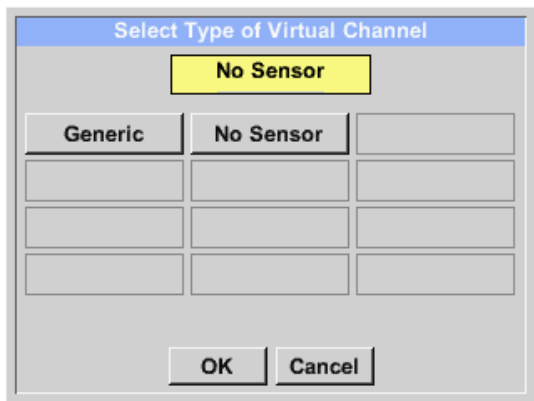 Select Type of Virtual Channel
No Sensor
Generic No Sensor
OK Cancel